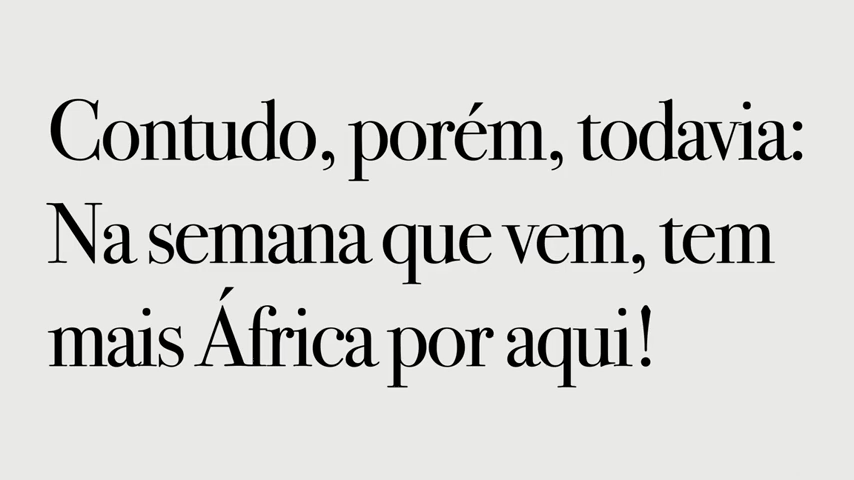 Contudo, porém, todavia:
Na semana que vem, tem
mais África por aqui!